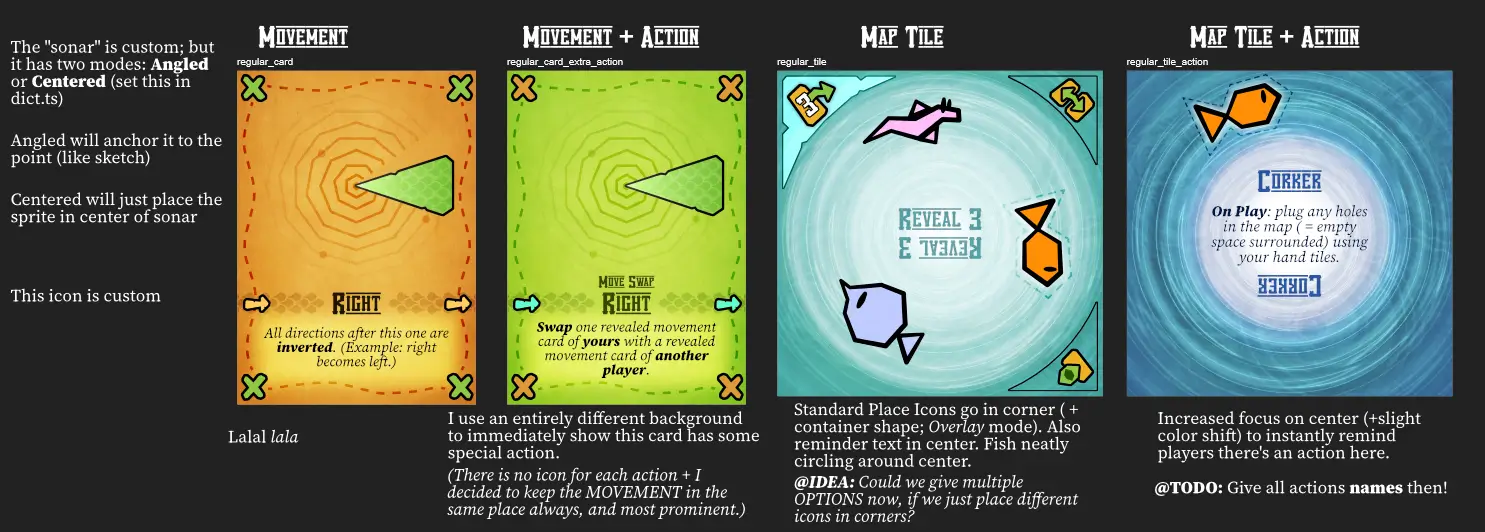 The "sonar" is custom; but
it has two modes: Angled
or Centered (set this in
dict.ts)
Angled will anchor it to the
point (like sketch)
Centered will just place the
sprite in center of sonar
This icon is custom
Movement
regular_card
Right
All directions after this one are
inverted. (Example: right
becomes left.)
Lalal lala
Movement + Action
regular_card_extra_action
Move Swap
Right
Swap one revealed movement
card of yours with a revealed
movement card of another
player.
I use an entirely different background
to immediately show this card has some
special action.
(There is no icon for each action + I
decided to keep the MOVEMENT in the
same place always, and most prominent.)
Map Tile
regular_tile
3
Reveal 3
Reveal 3
Standard Place Icons go in corner ( +
container shape; Overlay mode). Also
reminder text in center. Fish neatly
circling around center.
@IDEA: Could we give multiple
OPTIONS now, if we just place different
icons in corners?
Map Tile + Action
regular_tile_action
Corker
On Play: plug any holes
in the map ( = empty
space surrounded) using
your hand tiles.
Corker
Increased focus on center (+slight
color shift) to instantly remind
players there's an action here.
@TODO: Give all actions names then!